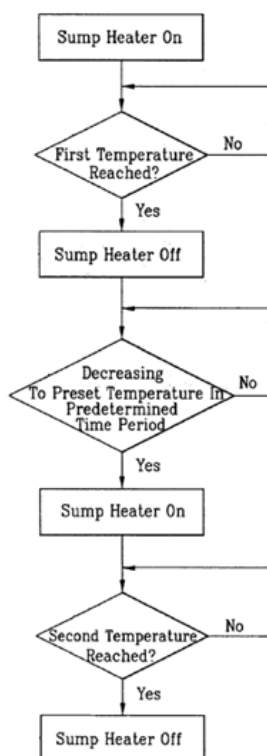 Sump Heater On
First Temperature
Reached?
No
Yes
Sump Heater Off
Decreasing
To Preset Temperature In
Predetermined
Time Period
No
Yes
Sump Heater On
Second Temperature
Reached?
No
Yes
Sump Heater Off